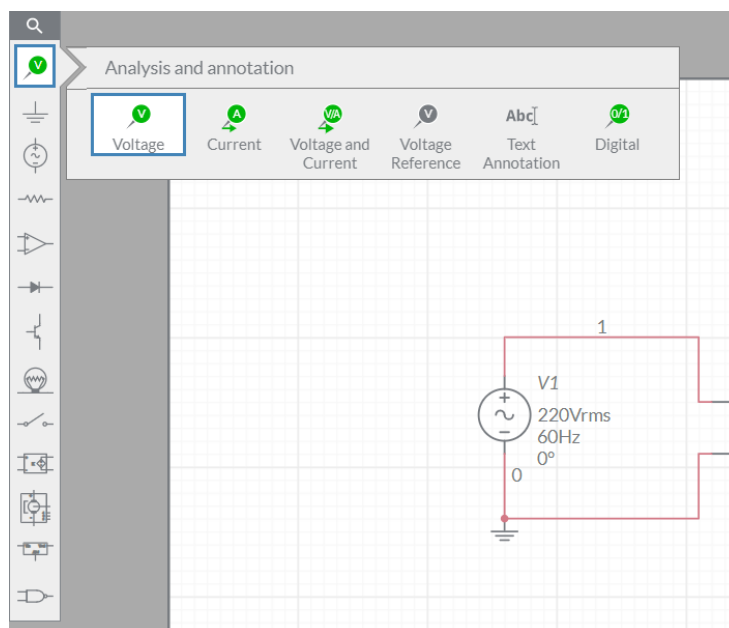 Analysis and annotation
V
A
V/A
V
Abc
0/1
Voltage
Current
Voltage and
Current
Voltage
Reference
Text
Annotation
Digital
1
V1
220Vrms
60Hz
0°
0